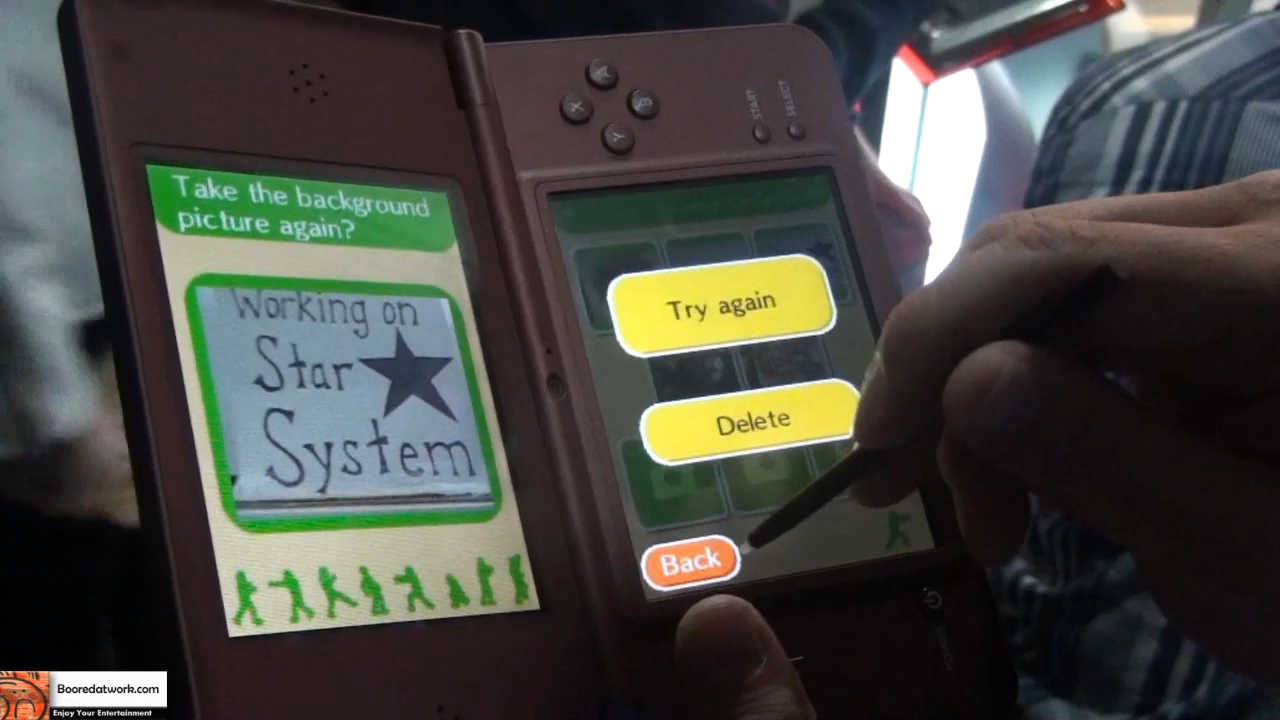 Take the background
picture again?
Working on
Star
System
A
X
B
Y
START
SELECT
Try again
Delete
Back
Booredatwork.com
Enjoy Your Entertainment